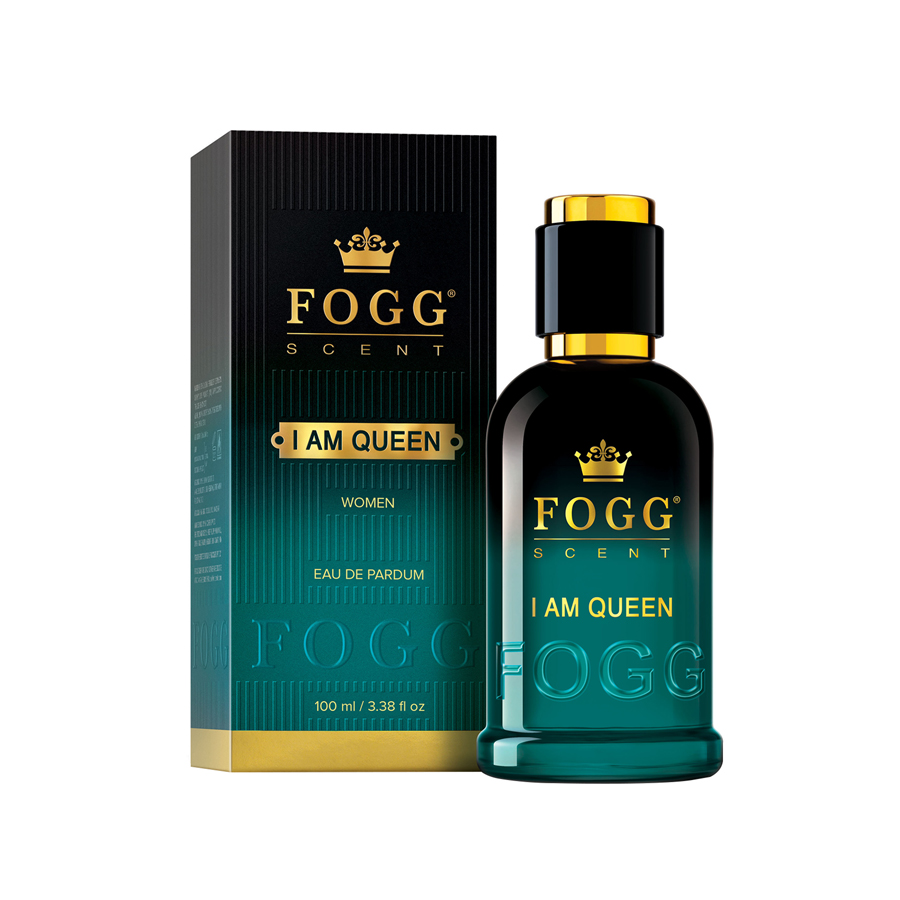 FOGG®
SCENT
I AM QUEEN
WOMEN
EAU DE PARDUM
FOGG
100 ml / 3.38 fl oz
FOGG
FOGG®
SCENT
I AM QUEEN
FOGG